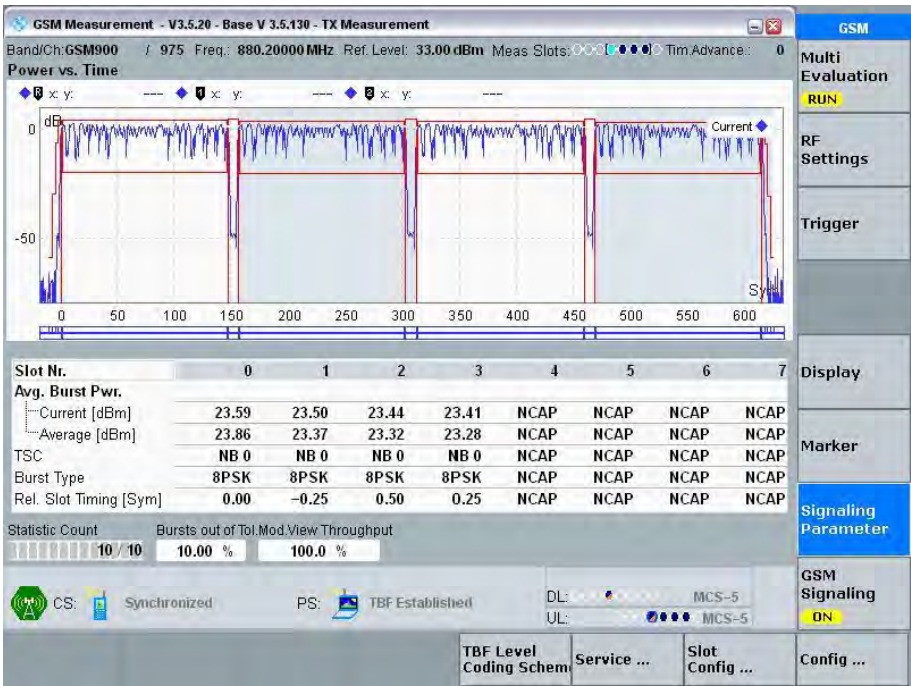 GSM Measurement - V3.5.20 - Base V 3.5.130 - TX Measurement
GSM
Band/Ch:GSM900 / 975 Freq.: 880.20000 MHz Ref. Level: 33.00 dBm Meas Slots: Tim.Advance.: 0
Multi Evaluation
RUN
Power vs. Time
R x: y: --- 1 x: y: --- 2 x: y: ---
dB
Current
0
-50
Sym
0 50 100 150 200 250 300 350 400 450 500 550 600
RF Settings
Trigger
Slot Nr. 0 1 2 3 4 5 6 7
Avg. Burst Pwr.
Current [dBm] 23.59 23.50 23.44 23.41 NCAP NCAP NCAP NCAP
Average [dBm] 23.86 23.37 23.32 23.28 NCAP NCAP NCAP NCAP
TSC NB 0 NB 0 NB 0 NB 0 NCAP NCAP NCAP NCAP
Burst Type 8PSK 8PSK 8PSK 8PSK NCAP NCAP NCAP NCAP
Rel. Slot Timing [Sym] 0.00 −0.25 0.50 0.25 NCAP NCAP NCAP NCAP
Display
Marker
Signaling Parameter
Statistic Count Bursts out of Tol.Mod.View Throughput
10 / 10 10.00 % 100.0 %
CS: Synchronized PS: TBF Established
DL: MCS-5
UL: MCS-5
GSM Signaling
ON
TBF Level
Coding Schem
Service ...
Slot
Config ...
Config ...